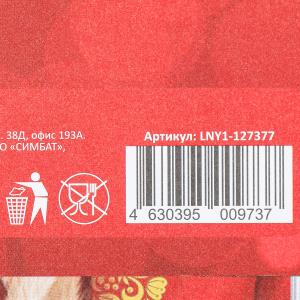 . 38Д, офис 193А.
О «СИМБАТ»,
Артикул: LNY1-127377
4 630395 009737